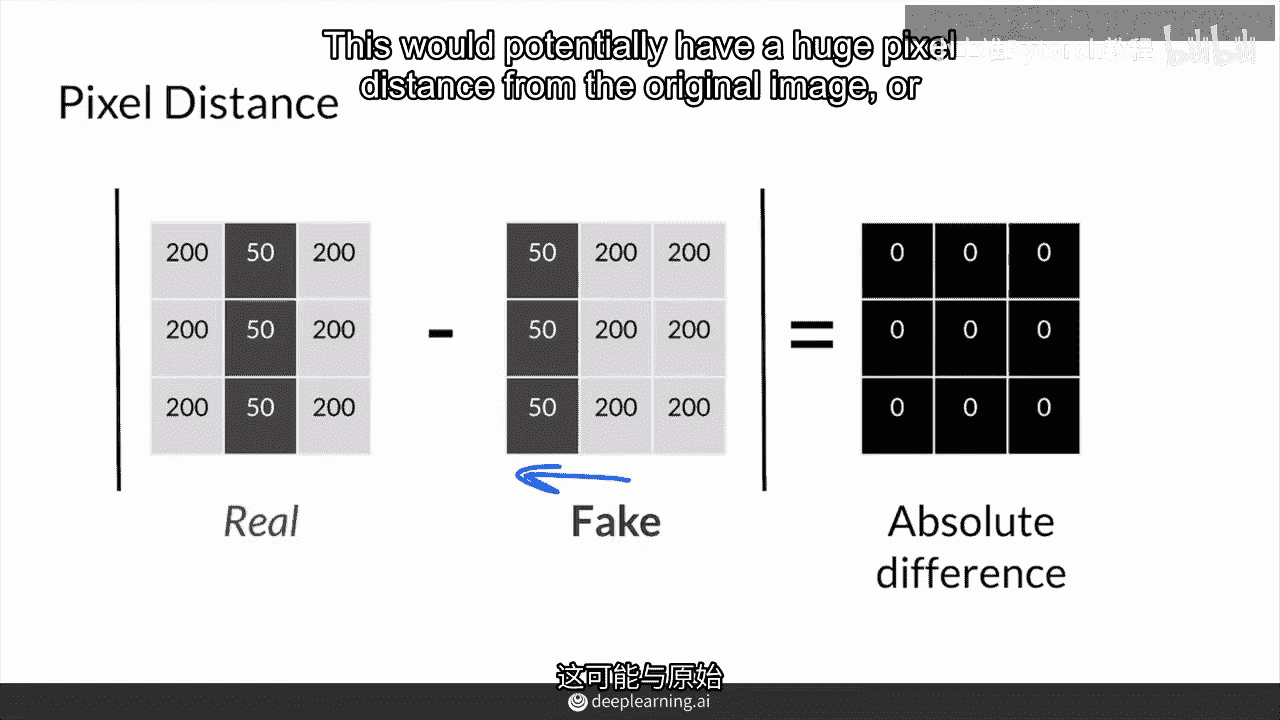 This would potentially have a huge pixel
distance from the original image, or
Pixel Distance
200 50 200 50 200 200 0 0 0
200 50 200 - 50 200 200 = 0 0 0
200 50 200 50 200 200 0 0 0
Real Fake Absolute
difference
这可能与原始
deeplearning.ai